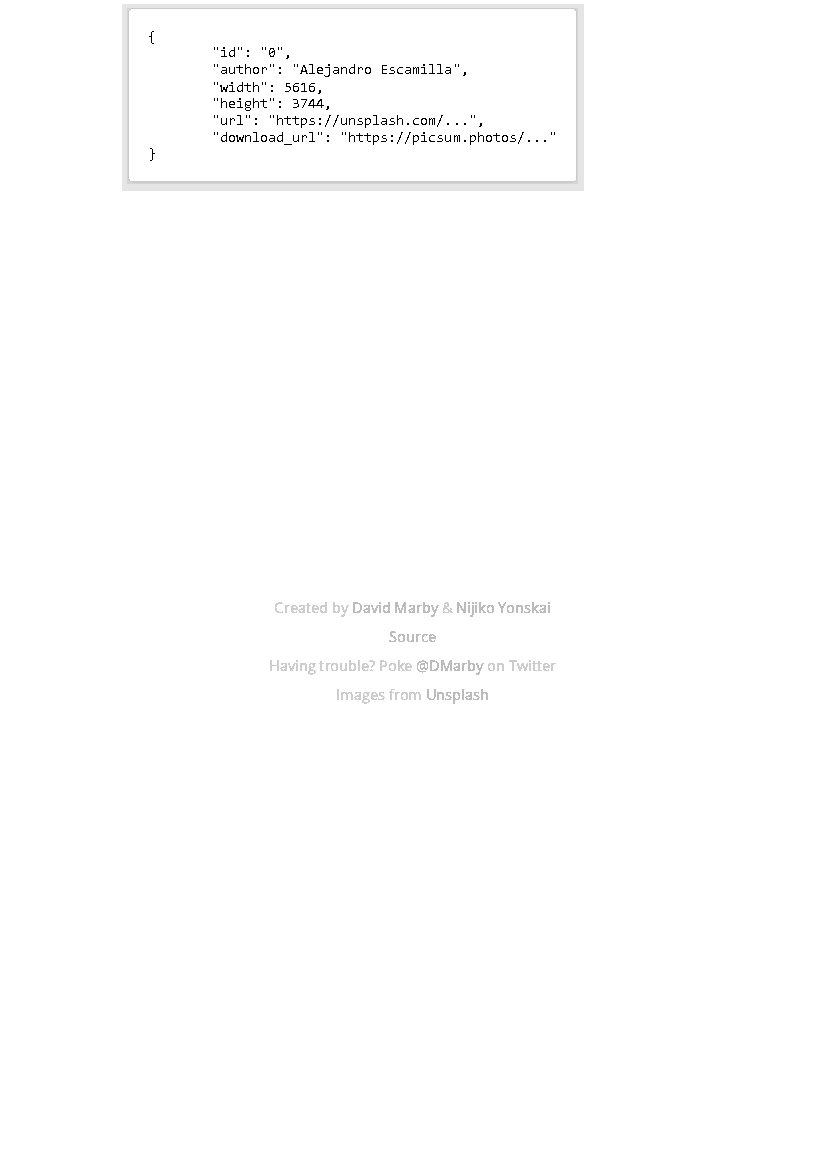 {
"id": "0",
"author": "Alejandro Escamilla",
"width": 5616,
"height": 3744,
"url": "https://unsplash.com/...",
"download_url": "https://picsum.photos/..."
}
Created by David Marby & Nijiko Yonskai
Source
Having trouble? Poke @DMarby on Twitter
Images from Unsplash